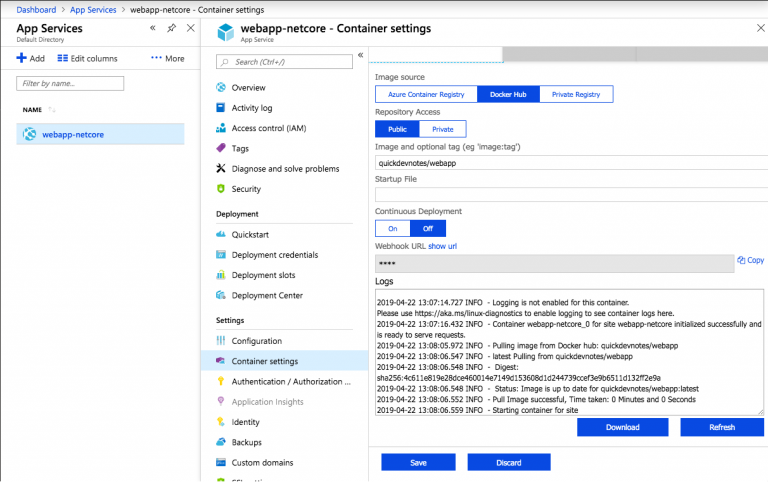 Dashboard > App Services > webapp-netcore - Container settings
App Services
Default Directory
Add Edit columns ••• More
Filter by name...
NAME
webapp-netcore
webapp-netcore - Container settings
App Service
Search (Ctrl+/)
Overview
Activity log
Access control (IAM)
Tags
Diagnose and solve problems
Security
Deployment
Quickstart
Deployment credentials
Deployment slots
Deployment Center
Settings
Configuration
Container settings
Authentication / Authorization ...
Application Insights
Identity
Backups
Custom domains
Image source
Azure Container Registry Docker Hub Private Registry
Repository Access
Public Private
Image and optional tag (eg 'image:tag')
quickdevnotes/webapp
Startup File
Continuous Deployment
On Off
Webhook URL show url
****
Copy
Logs
2019-04-22 13:07:14.727 INFO - Logging is not enabled for this container.
Please use https://aka.ms/linux-diagnostics to enable logging to see container logs here.
2019-04-22 13:07:16.432 INFO - Container webapp-netcore_0 for site webapp-netcore initialized successfully and
is ready to serve requests.
2019-04-22 13:08:05.972 INFO - Pulling image from Docker hub: quickdevnotes/webapp
2019-04-22 13:08:06.547 INFO - latest Pulling from quickdevnotes/webapp
2019-04-22 13:08:06.548 INFO - Digest:
sha256:4c611e819e28dce460014e7149d153608d1d244739ccef3e9b6511d132ff2e9a
2019-04-22 13:08:06.548 INFO - Status: Image is up to date for quickdevnotes/webapp:latest
2019-04-22 13:08:06.552 INFO - Pull Image successful, Time taken: 0 Minutes and 0 Seconds
2019-04-22 13:08:06.559 INFO - Starting container for site
Download Refresh
Save Discard